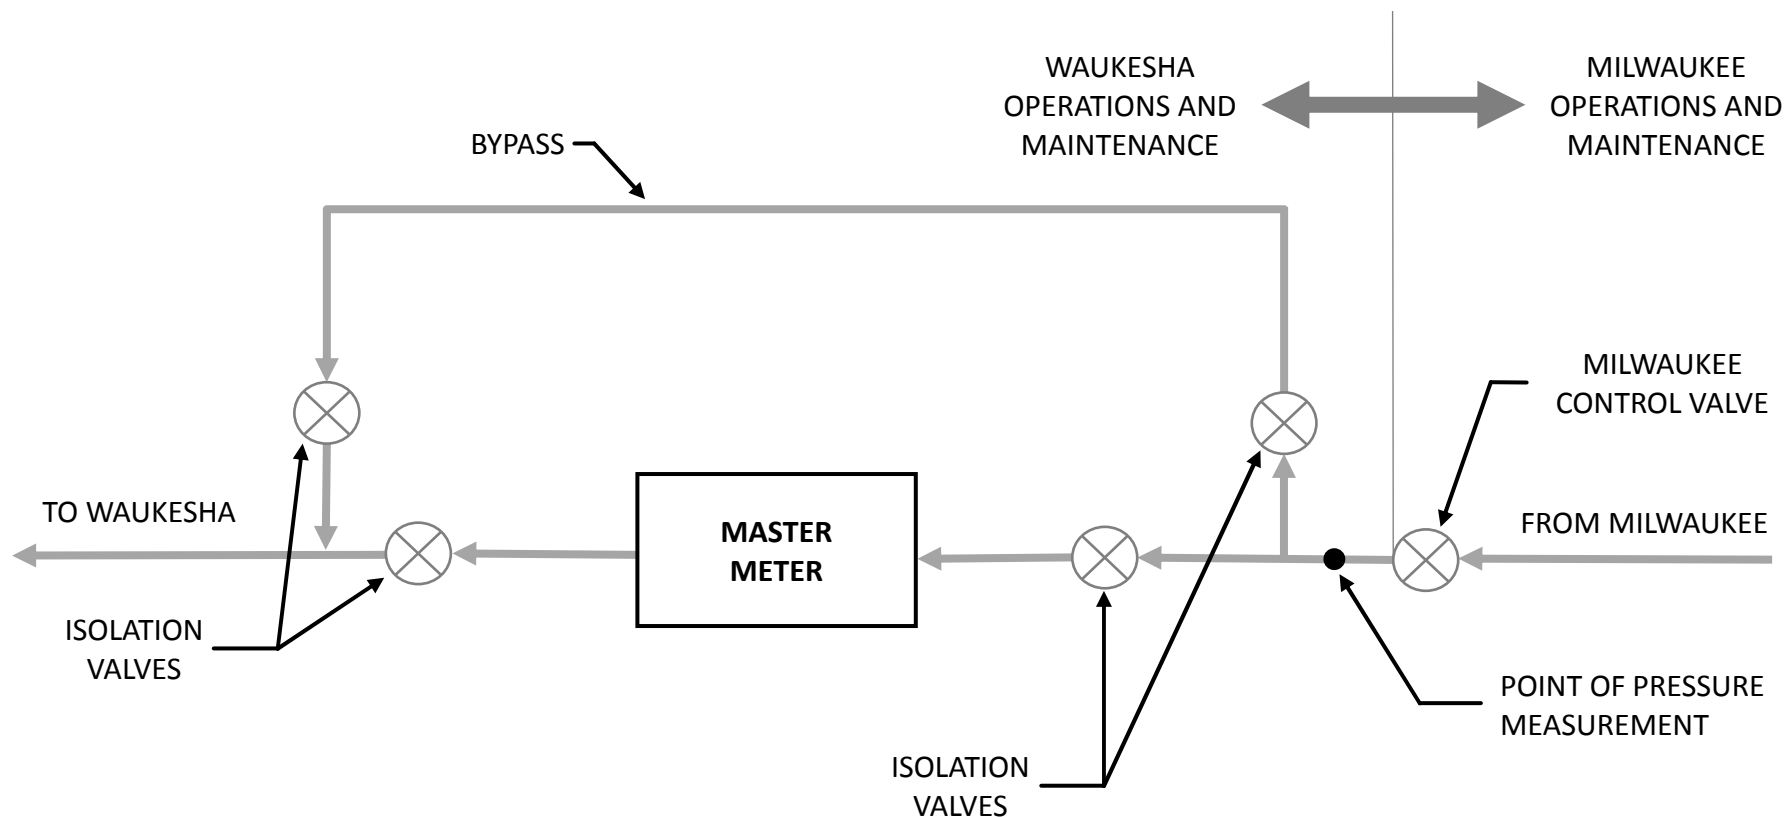 WAUKESHA
OPERATIONS AND
MAINTENANCE
MILWAUKEE
OPERATIONS AND
MAINTENANCE
BYPASS
MILWAUKEE
CONTROL VALVE
TO WAUKESHA
MASTER
METER
FROM MILWAUKEE
ISOLATION
VALVES
POINT OF PRESSURE
MEASUREMENT
ISOLATION
VALVES